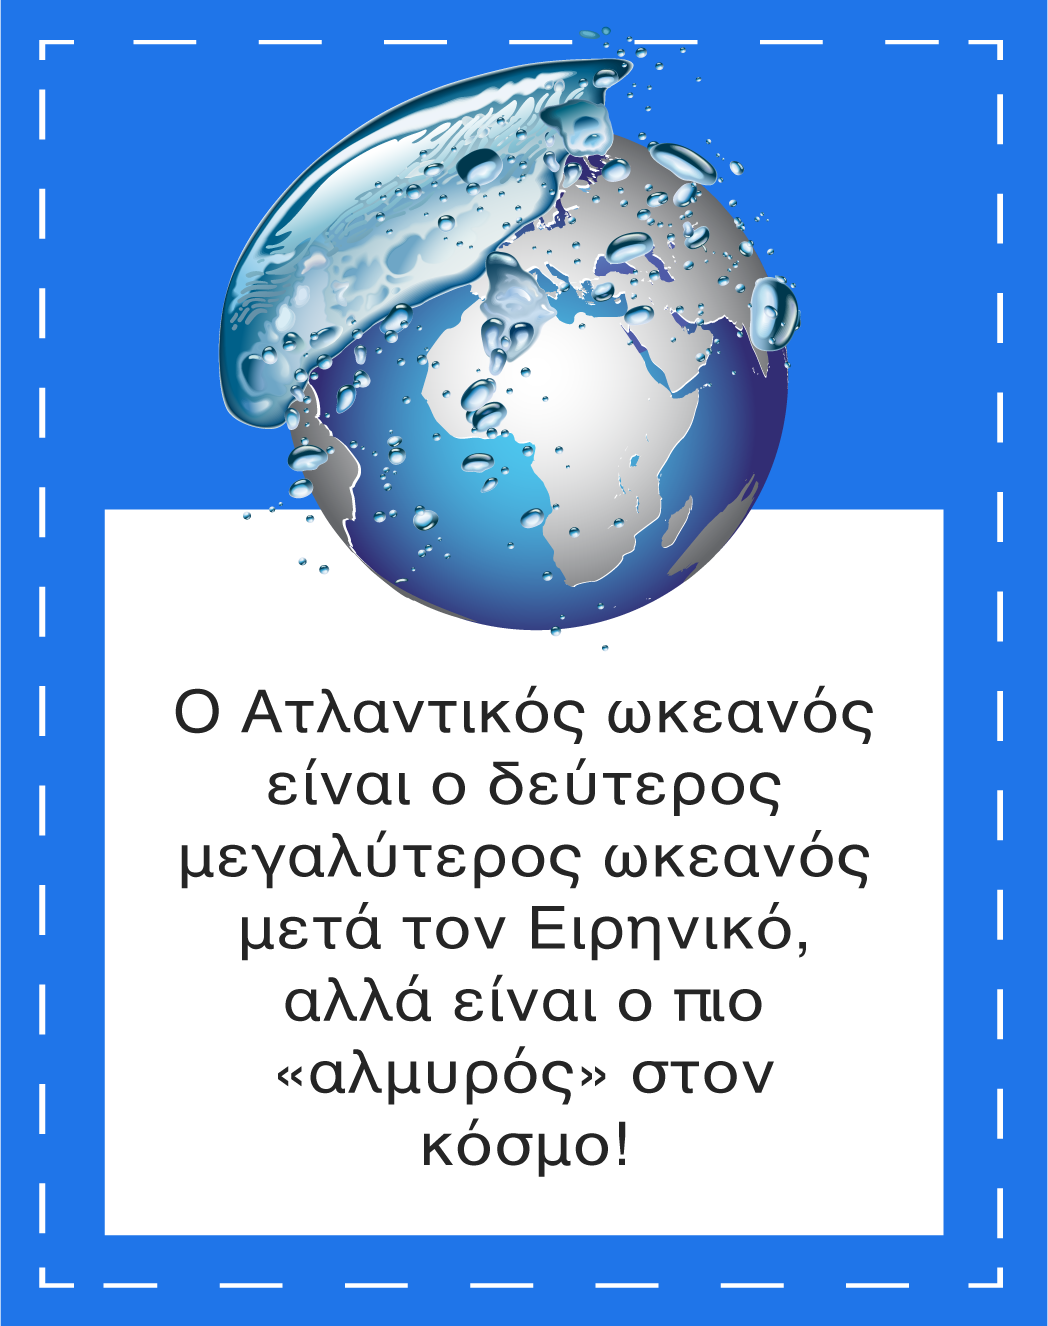 Ο Ατλαντικός ωκεανός
είναι ο δεύτερος
μεγαλύτερος ωκεανός
μετά τον Ειρηνικό,
αλλά είναι ο πιο
«αλμυρός» στον
κόσμο!